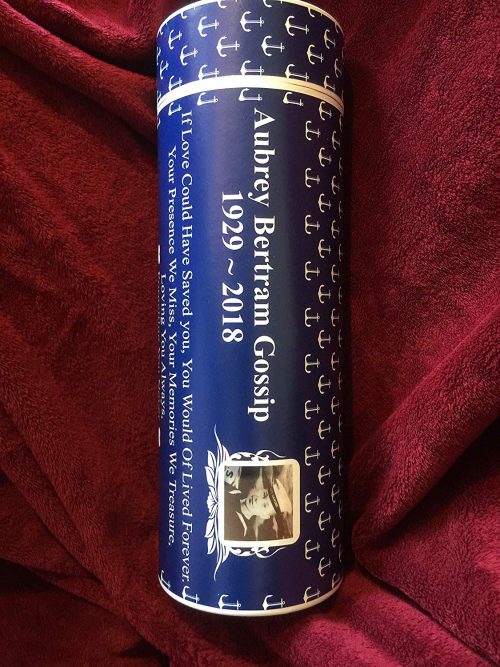 Aubrey Bertram Gossip
1929 ~ 2018
If Love Could Have Saved you, You Would Of Lived Forever.
Your Presence We Miss, Your Memories We Treasure,
Loving You Always,